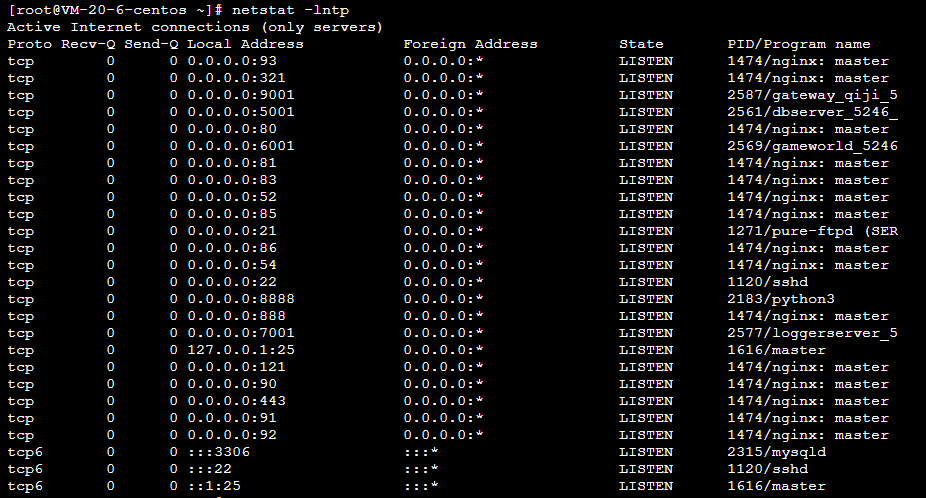 [root@VM-20-6-centos ~]# netstat -lntp
Active Internet connections (only servers)
Proto Recv-Q Send-Q Local Address           Foreign Address         State       PID/Program name
tcp        0      0 0.0.0.0:93              0.0.0.0:*               LISTEN      1474/nginx: master
tcp        0      0 0.0.0.0:321             0.0.0.0:*               LISTEN      1474/nginx: master
tcp        0      0 0.0.0.0:9001            0.0.0.0:*               LISTEN      2587/gateway_qiji_5
tcp        0      0 0.0.0.0:5001            0.0.0.0:*               LISTEN      2561/dbserver_5246_
tcp        0      0 0.0.0.0:80              0.0.0.0:*               LISTEN      1474/nginx: master
tcp        0      0 0.0.0.0:6001            0.0.0.0:*               LISTEN      2569/gameworld_5246
tcp        0      0 0.0.0.0:81              0.0.0.0:*               LISTEN      1474/nginx: master
tcp        0      0 0.0.0.0:83              0.0.0.0:*               LISTEN      1474/nginx: master
tcp        0      0 0.0.0.0:52              0.0.0.0:*               LISTEN      1474/nginx: master
tcp        0      0 0.0.0.0:85              0.0.0.0:*               LISTEN      1474/nginx: master
tcp        0      0 0.0.0.0:21              0.0.0.0:*               LISTEN      1271/pure-ftpd (SER
tcp        0      0 0.0.0.0:86              0.0.0.0:*               LISTEN      1474/nginx: master
tcp        0      0 0.0.0.0:54              0.0.0.0:*               LISTEN      1474/nginx: master
tcp        0      0 0.0.0.0:22              0.0.0.0:*               LISTEN      1120/sshd
tcp        0      0 0.0.0.0:8888            0.0.0.0:*               LISTEN      2183/python3
tcp        0      0 0.0.0.0:888             0.0.0.0:*               LISTEN      1474/nginx: master
tcp        0      0 0.0.0.0:7001            0.0.0.0:*               LISTEN      2577/loggerserver_5
tcp        0      0 127.0.0.1:25            0.0.0.0:*               LISTEN      1616/master
tcp        0      0 0.0.0.0:121             0.0.0.0:*               LISTEN      1474/nginx: master
tcp        0      0 0.0.0.0:90              0.0.0.0:*               LISTEN      1474/nginx: master
tcp        0      0 0.0.0.0:443             0.0.0.0:*               LISTEN      1474/nginx: master
tcp        0      0 0.0.0.0:91              0.0.0.0:*               LISTEN      1474/nginx: master
tcp        0      0 0.0.0.0:92              0.0.0.0:*               LISTEN      1474/nginx: master
tcp6       0      0 :::3306                 :::*                    LISTEN      2315/mysqld
tcp6       0      0 :::22                   :::*                    LISTEN      1120/sshd
tcp6       0      0 ::1:25                  :::*                    LISTEN      1616/master